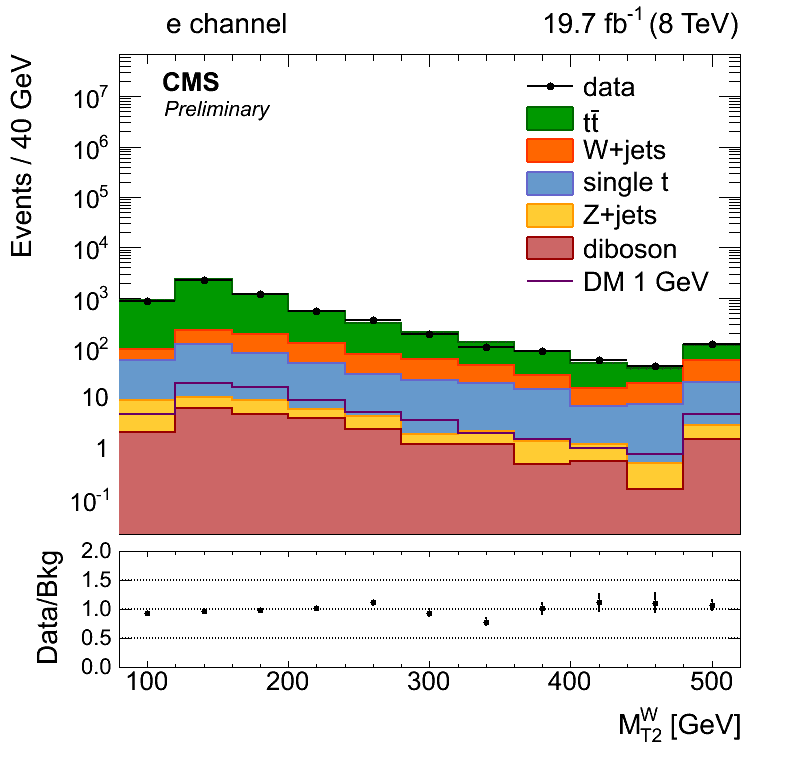 e channel 19.7 fb⁻¹ (8 TeV)
CMS
Preliminary
data
tt̄
W+jets
single t
Z+jets
diboson
DM 1 GeV
Events / 40 GeV
10⁷
10⁶
10⁵
10⁴
10³
10²
10
1
10⁻¹
Data/Bkg
2.0
1.5
1.0
0.5
0.0
100 200 300 400 500
M_T2^W [GeV]